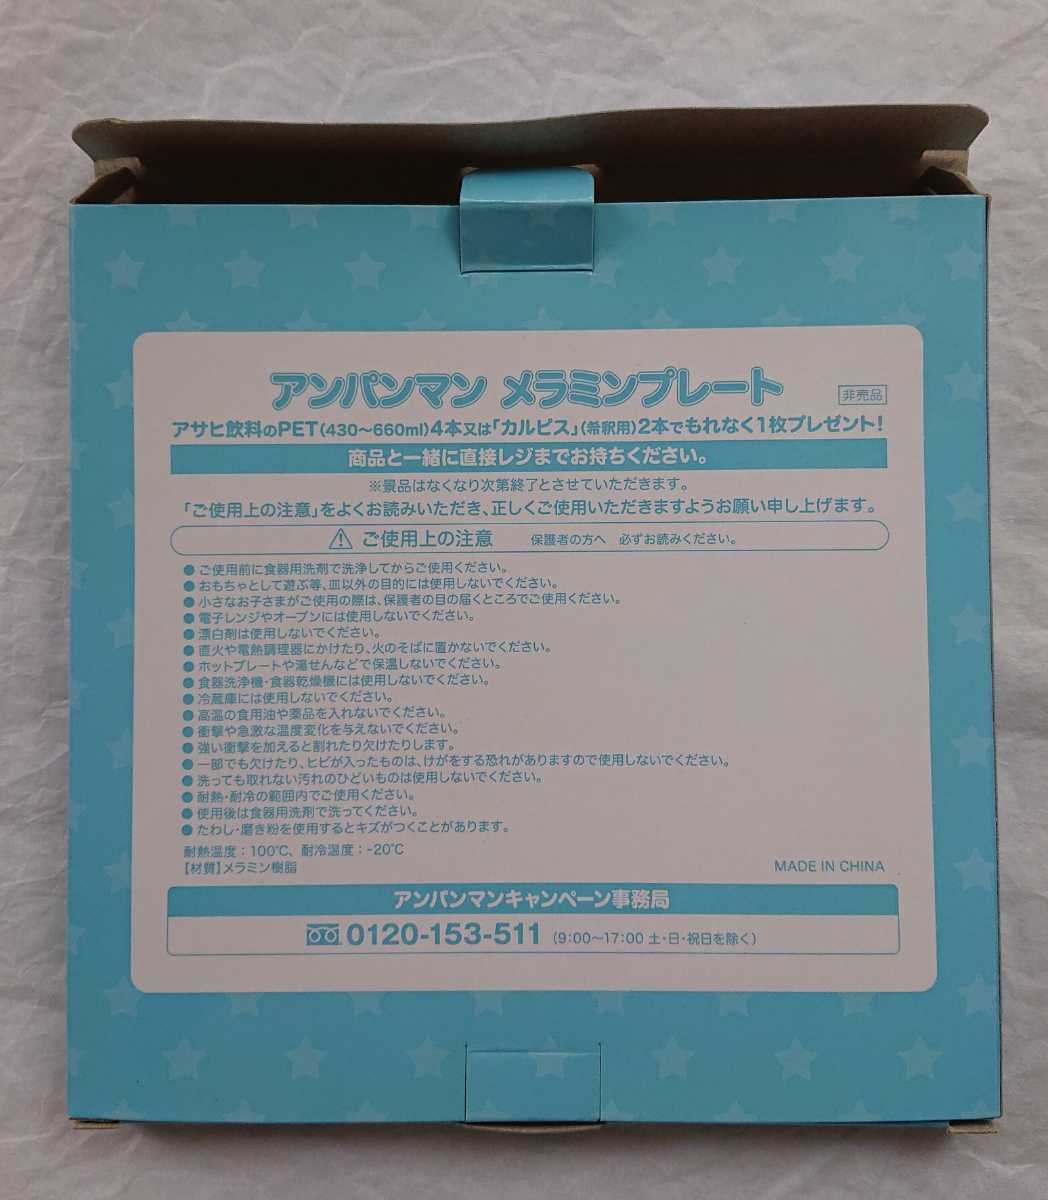 アンパンマン メラミンプレート 非売品
アサヒ飲料のPET(430〜660ml)4本又は「カルピス」(希釈用)2本でもれなく1枚プレゼント!
商品と一緒に直接レジまでお持ちください。
※景品はなくなり次第終了とさせていただきます。
「ご使用上の注意」をよくお読みいただき、正しくご使用いただきますようお願い申し上げます。
⚠ ご使用上の注意 保護者の方へ 必ずお読みください。
●ご使用前に食器用洗剤で洗浄してからご使用ください。
●おもちゃとして遊ぶ等、皿以外の目的には使用しないでください。
●小さなお子さまがご使用の際は、保護者の目の届くところでご使用ください。
●電子レンジやオーブンには使用しないでください。
●漂白剤は使用しないでください。
●直火や電熱調理器にかけたり、火のそばに置かないでください。
●ホットプレートや湯せんなどで保温しないでください。
●食器洗浄機・食器乾燥機には使用しないでください。
●冷蔵庫には使用しないでください。
●高温の食用油や薬品を入れないでください。
●衝撃や急激な温度変化を与えないでください。
●強い衝撃を加えると割れたり欠けたりします。
●一部でも欠けたり、ヒビが入ったものは、けがをする恐れがありますので使用しないでください。
●洗っても取れない汚れのひどいものは使用しないでください。
●耐熱・耐冷の範囲内でご使用ください。
●使用後は食器用洗剤で洗ってください。
●たわし・磨き粉を使用するとキズがつくことがあります。
耐熱温度:100℃、耐冷温度:-20℃
【材質】メラミン樹脂
MADE IN CHINA
アンパンマンキャンペーン事務局
0120-153-511 (9:00〜17:00 土・日・祝日を除く)